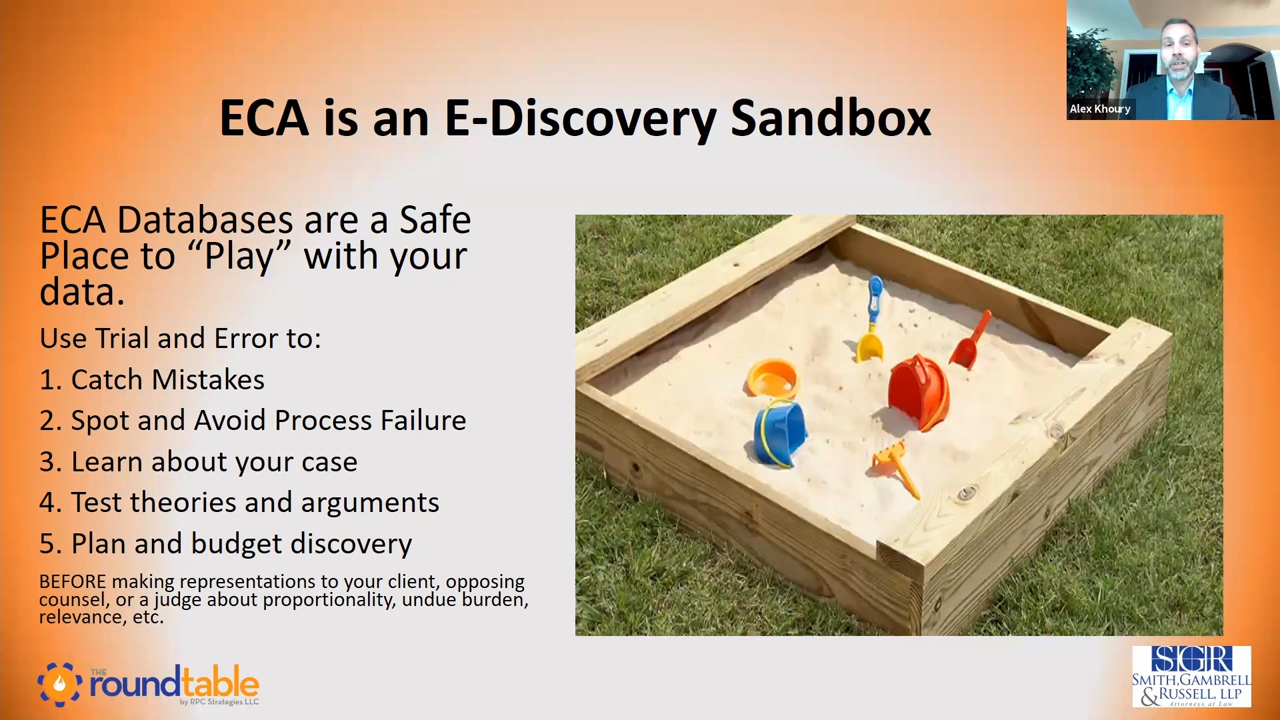 ECA is an E-Discovery Sandbox
Alex Khoury
ECA Databases are a Safe
Place to “Play” with your
data.
Use Trial and Error to:
1. Catch Mistakes
2. Spot and Avoid Process Failure
3. Learn about your case
4. Test theories and arguments
5. Plan and budget discovery
BEFORE making representations to your client, opposing
counsel, or a judge about proportionality, undue burden,
relevance, etc.
THE
roundtable
by RPC Strategies LLC
SGR
SMITH, GAMBRELL
& RUSSELL, LLP
Attorneys at Law